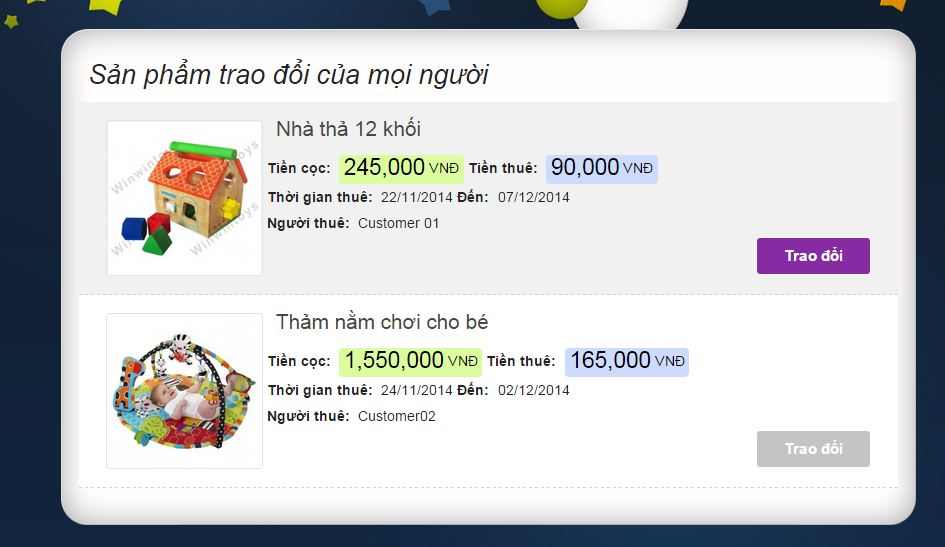 Sản phẩm trao đổi của mọi người
Nhà thả 12 khối
Tiền cọc: 245,000 VNĐ Tiền thuê: 90,000 VNĐ
Thời gian thuê: 22/11/2014 Đến: 07/12/2014
Người thuê: Customer 01
Trao đổi
Thảm nằm chơi cho bé
Tiền cọc: 1,550,000 VNĐ Tiền thuê: 165,000 VNĐ
Thời gian thuê: 24/11/2014 Đến: 02/12/2014
Người thuê: Customer02
Trao đổi